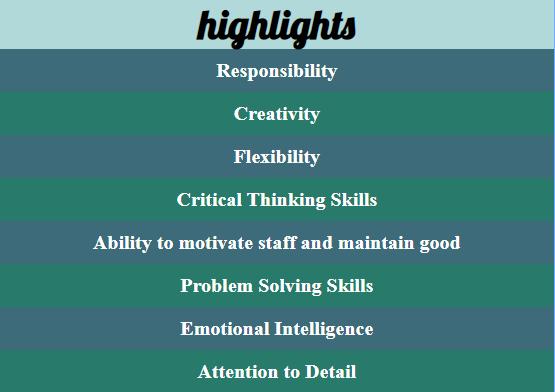 highlights
Responsibility
Creativity
Flexibility
Critical Thinking Skills
Ability to motivate staff and maintain good
Problem Solving Skills
Emotional Intelligence
Attention to Detail